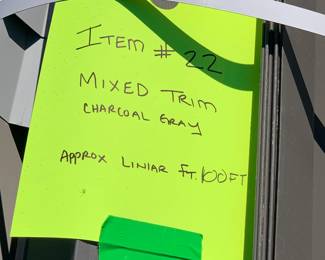 ITEM # 22
MIXED TRIM
CHARCOAL GRAY
APPROX LINIAR FT. 100FT